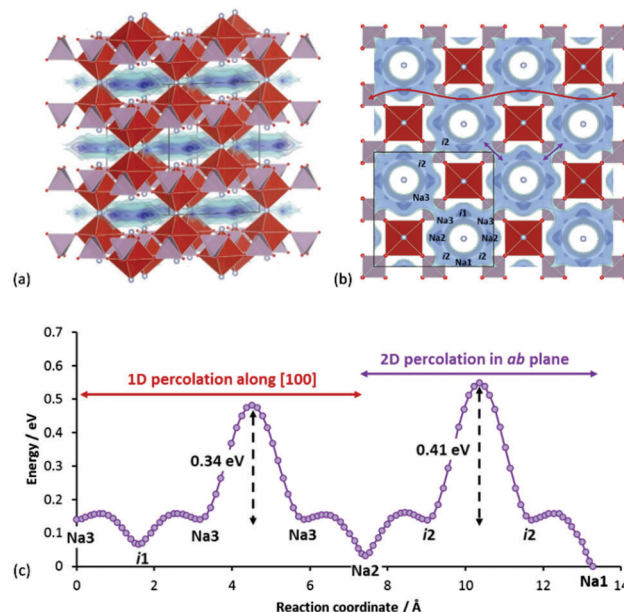 (a)
(b)
i2
i2
Na3
i1
Na3
Na3
Na2
Na2
i2
i2
Na1
0.7
0.6
0.5
0.4
0.3
0.2
0.1
0
Energy / eV
1D percolation along [100]
2D percolation in ab plane
0.34 eV
0.41 eV
Na3
i1
Na3
Na3
Na2
i2
i2
Na1
(c)
0
2
4
6
8
10
12
14
Reaction coordinate / Å